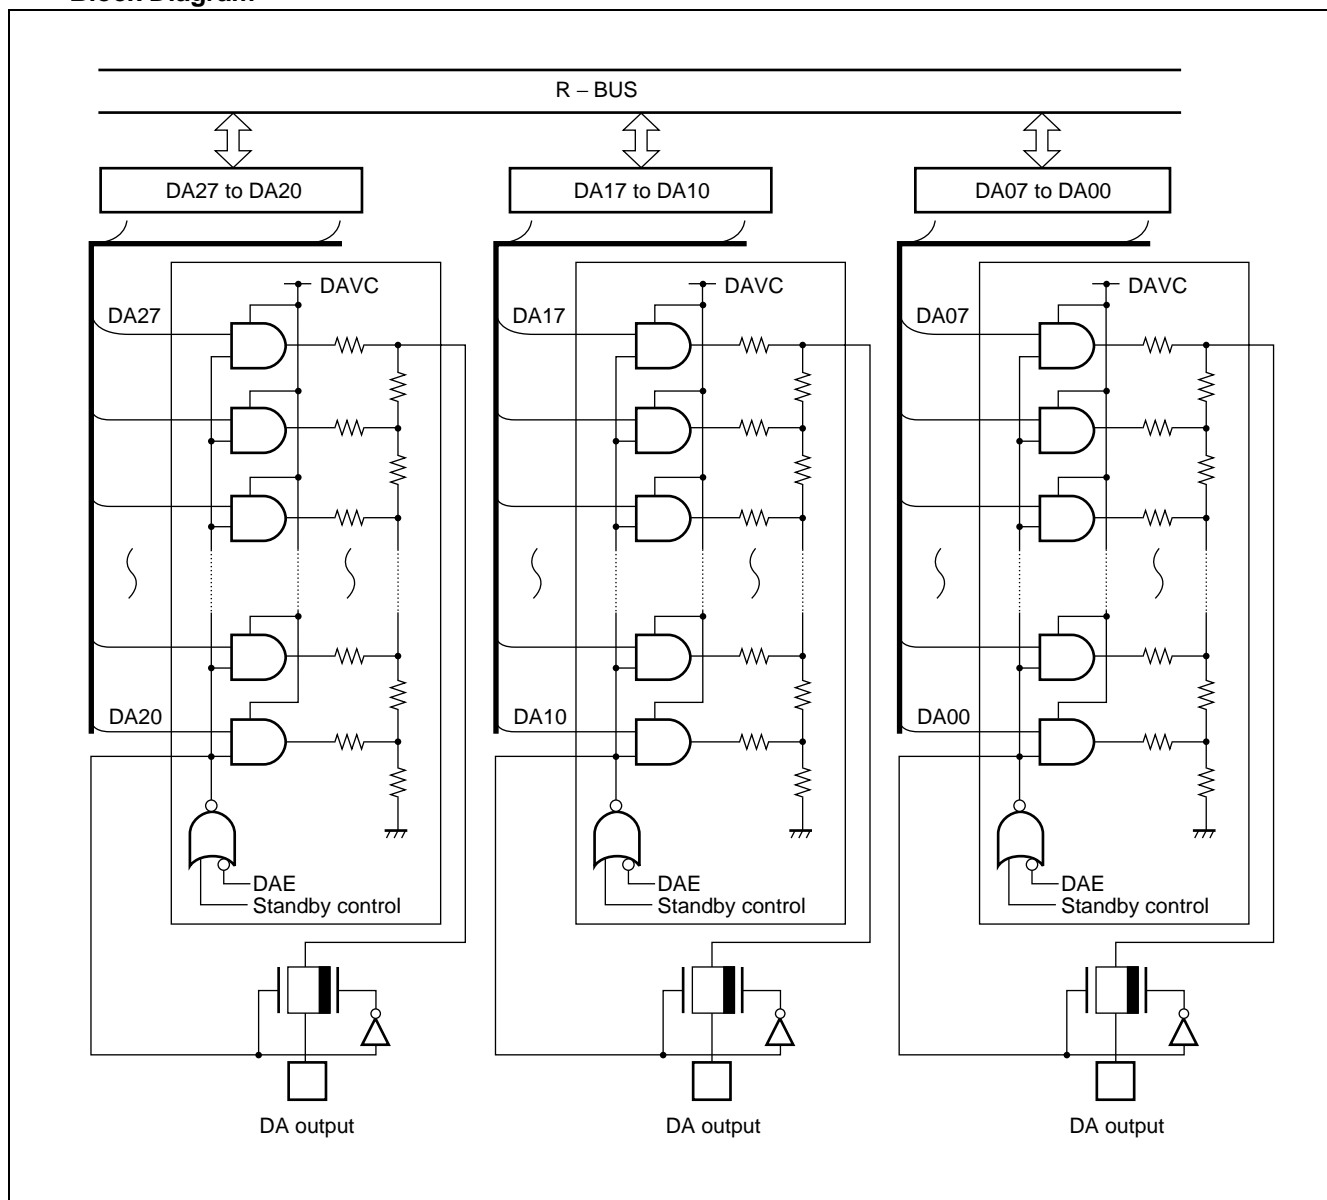 Block Diagram
R – BUS
DA27 to DA20
DA17 to DA10
DA07 to DA00
DAVC
DAVC
DAVC
DA27
DA17
DA07
DA20
DA10
DA00
DAE
DAE
DAE
Standby control
Standby control
Standby control
DA output
DA output
DA output